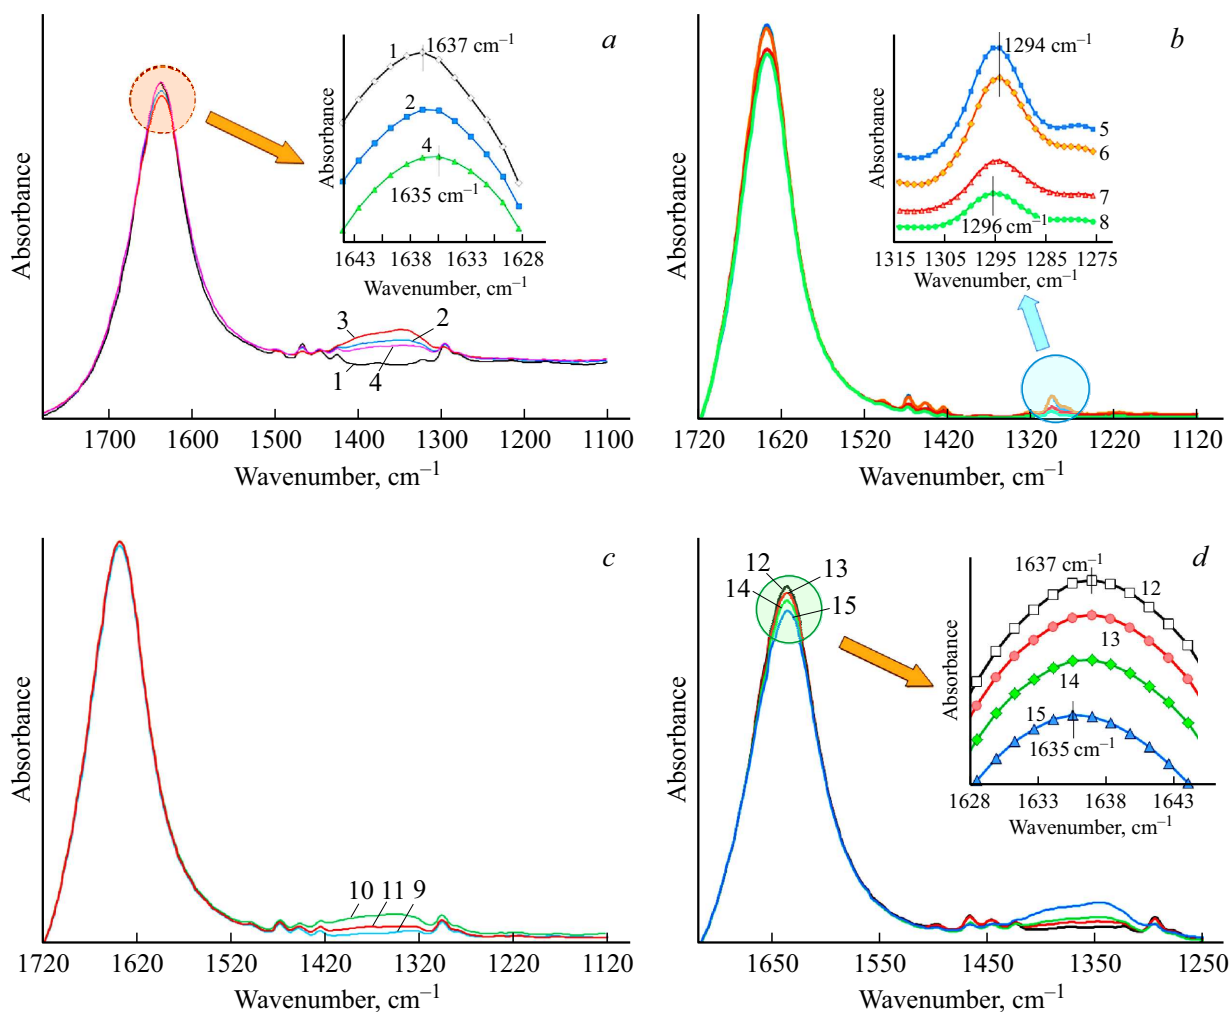 a
1
1637 cm–1
2
4
1635 cm–1
Absorbance
1643 1638 1633 1628
Wavenumber, cm–1
3
2
1
4
Absorbance
1700 1600 1500 1400 1300 1200 1100
Wavenumber, cm–1
b
1294 cm–1
5
6
7
8
1296 cm–1
Absorbance
1315 1305 1295 1285 1275
Wavenumber, cm–1
Absorbance
1720 1620 1520 1420 1320 1220 1120
Wavenumber, cm–1
c
10 11 9
Absorbance
1720 1620 1520 1420 1320 1220 1120
Wavenumber, cm–1
d
12
13
14
15
1637 cm–1
12
13
14
15
1635 cm–1
Absorbance
1628 1633 1638 1643
Wavenumber, cm–1
Absorbance
1650 1550 1450 1350 1250
Wavenumber, cm–1